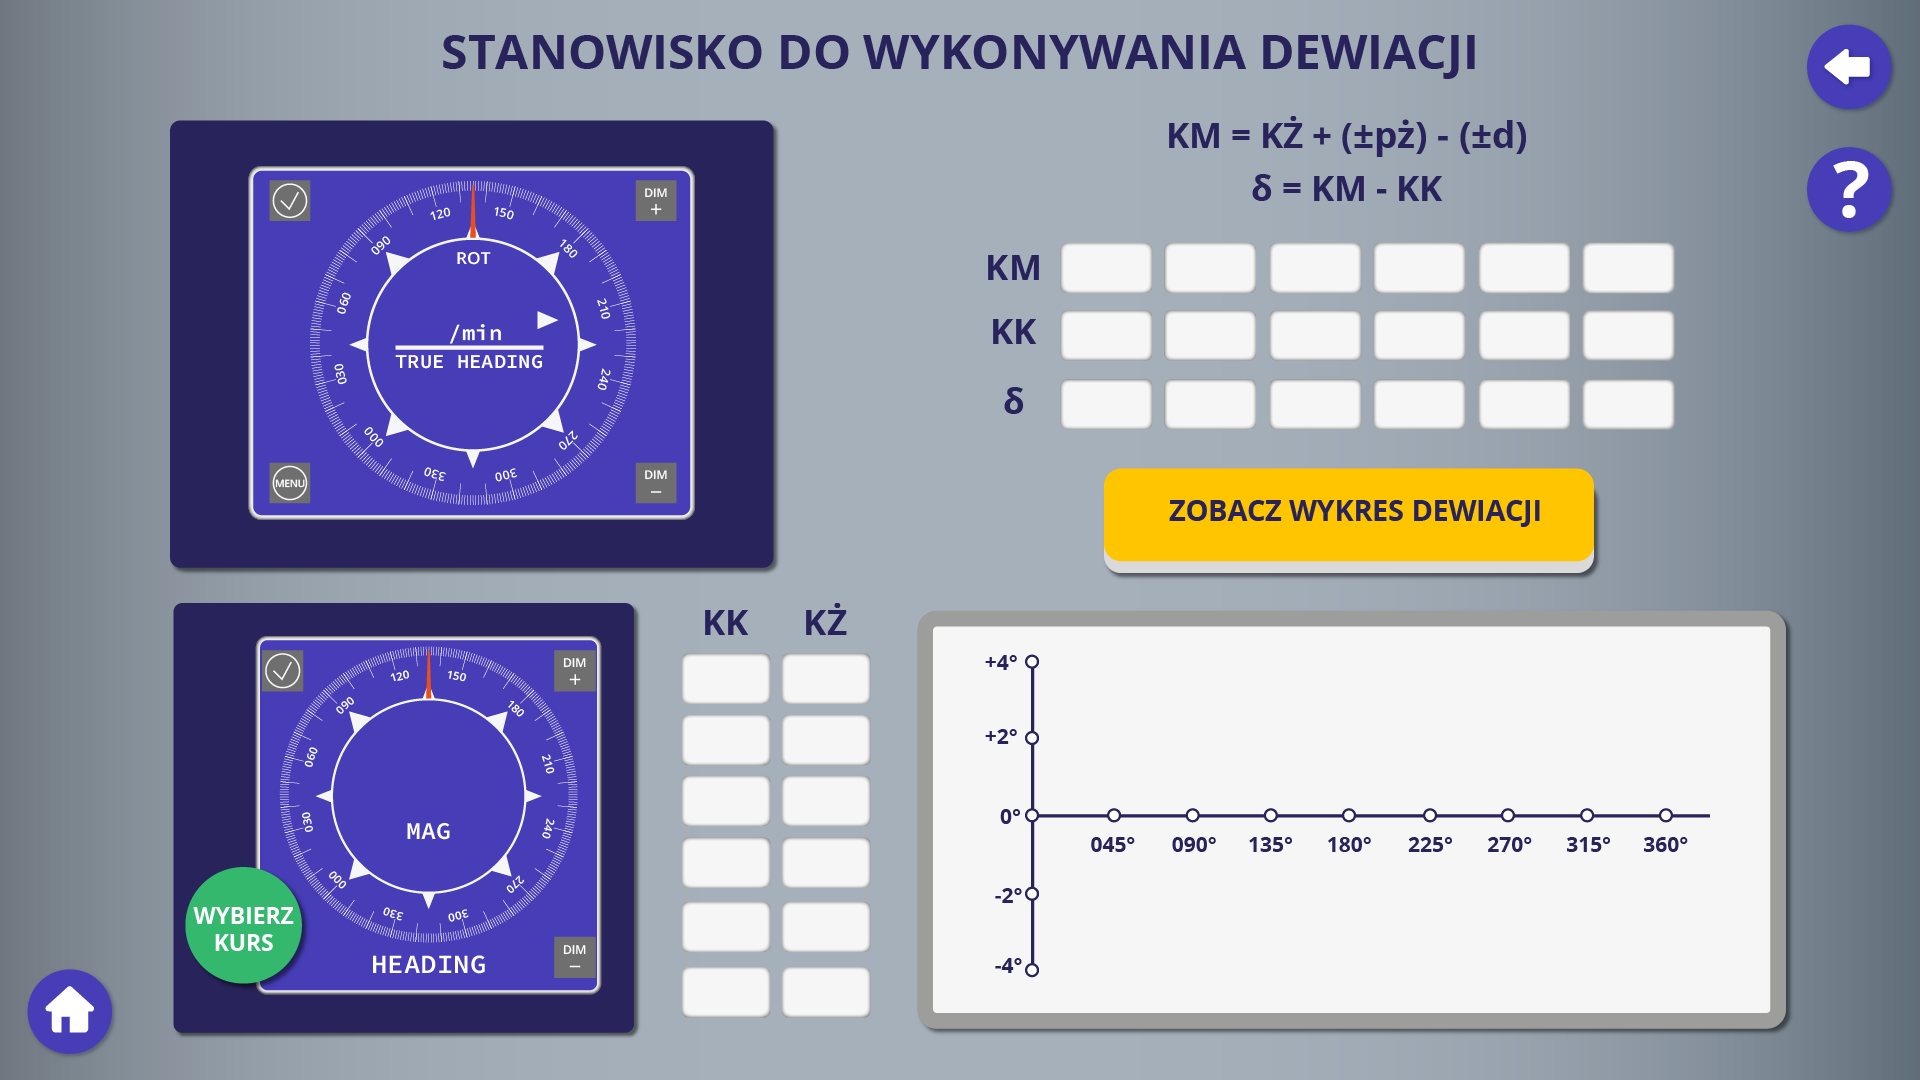 STANOWISKO DO WYKONYWANIA DEWIACJI
DIM
+
120
150
090
180
060
210
030
240
000
270
330
300
ROT
/min
TRUE HEADING
MENU
DIM
−
KM = KŻ + (±pż) - (±d)
δ = KM - KK
KM
KK
δ
ZOBACZ WYKRES DEWIACJI
DIM
+
120
150
090
180
060
210
030
240
000
270
330
300
MAG
HEADING
DIM
−
WYBIERZ
KURS
KK KŻ
+4°
+2°
0°
045° 090° 135° 180° 225° 270° 315° 360°
-2°
-4°
?